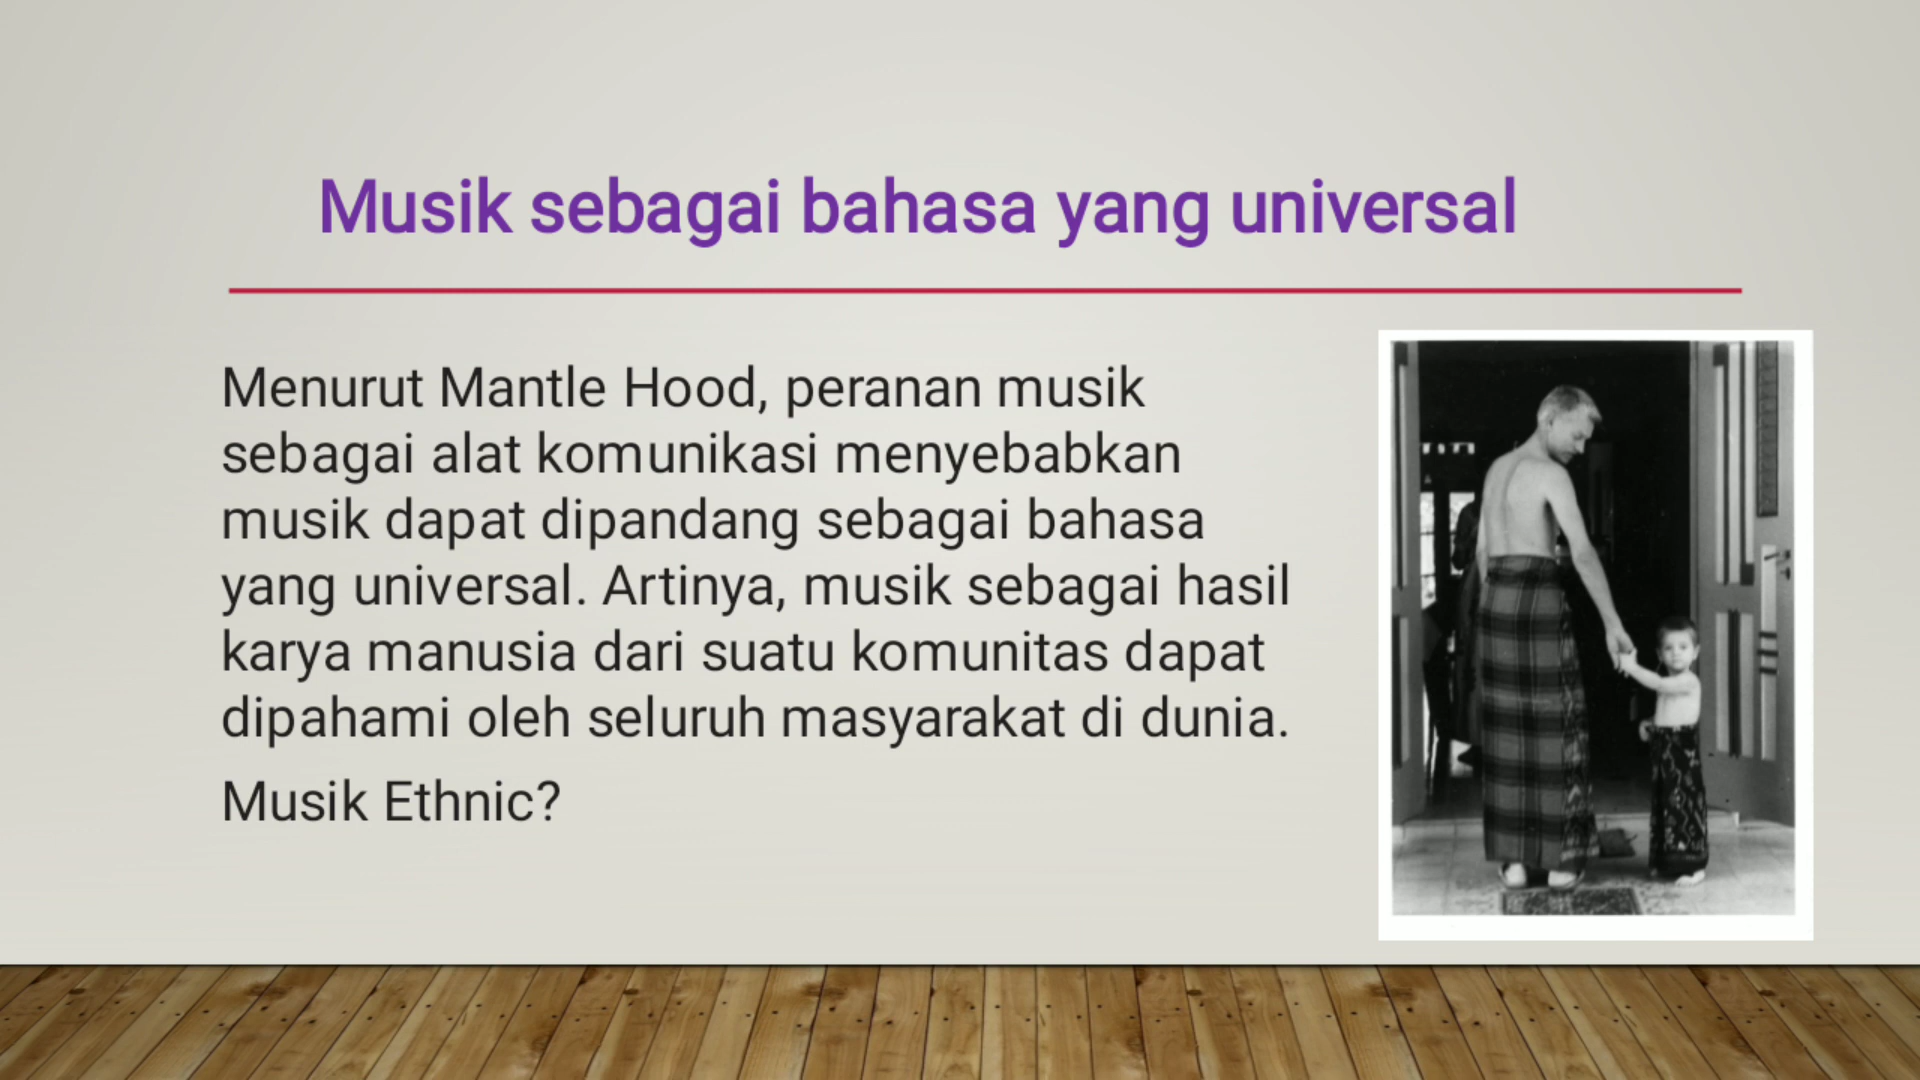 Musik sebagai bahasa yang universal
Menurut Mantle Hood, peranan musik
sebagai alat komunikasi menyebabkan
musik dapat dipandang sebagai bahasa
yang universal. Artinya, musik sebagai hasil
karya manusia dari suatu komunitas dapat
dipahami oleh seluruh masyarakat di dunia.
Musik Ethnic?